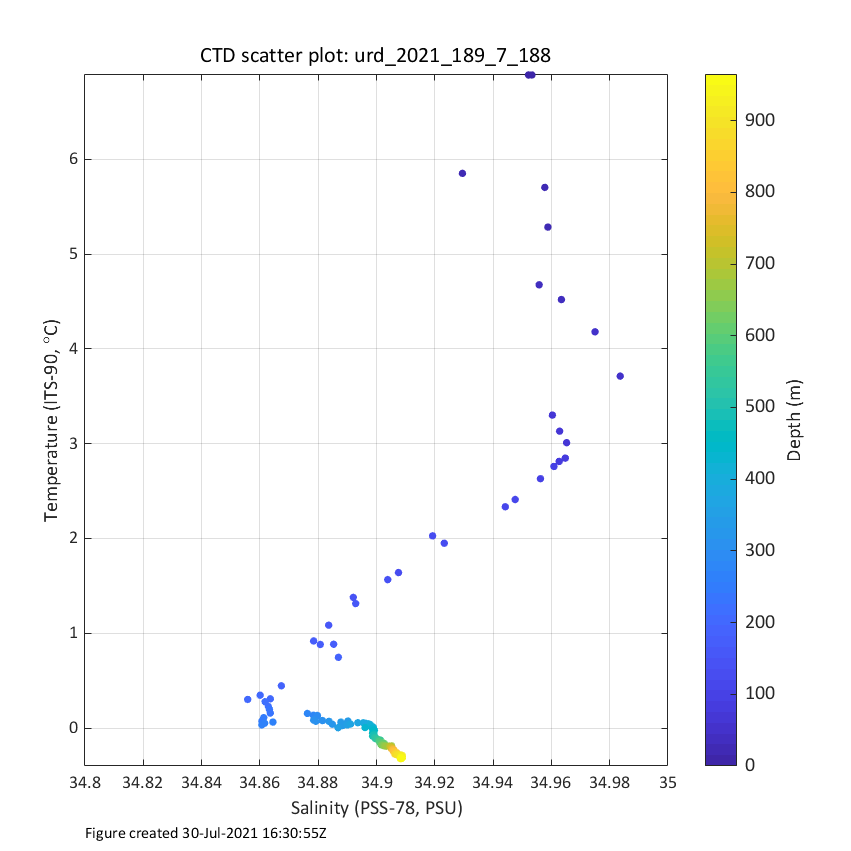 CTD scatter plot: urd_2021_189_7_188
Temperature (ITS-90, °C)
6
5
4
3
2
1
0
34.8 34.82 34.84 34.86 34.88 34.9 34.92 34.94 34.96 34.98 35
Salinity (PSS-78, PSU)
900
800
700
600
500
400
300
200
100
0
Depth (m)
Figure created 30-Jul-2021 16:30:55Z